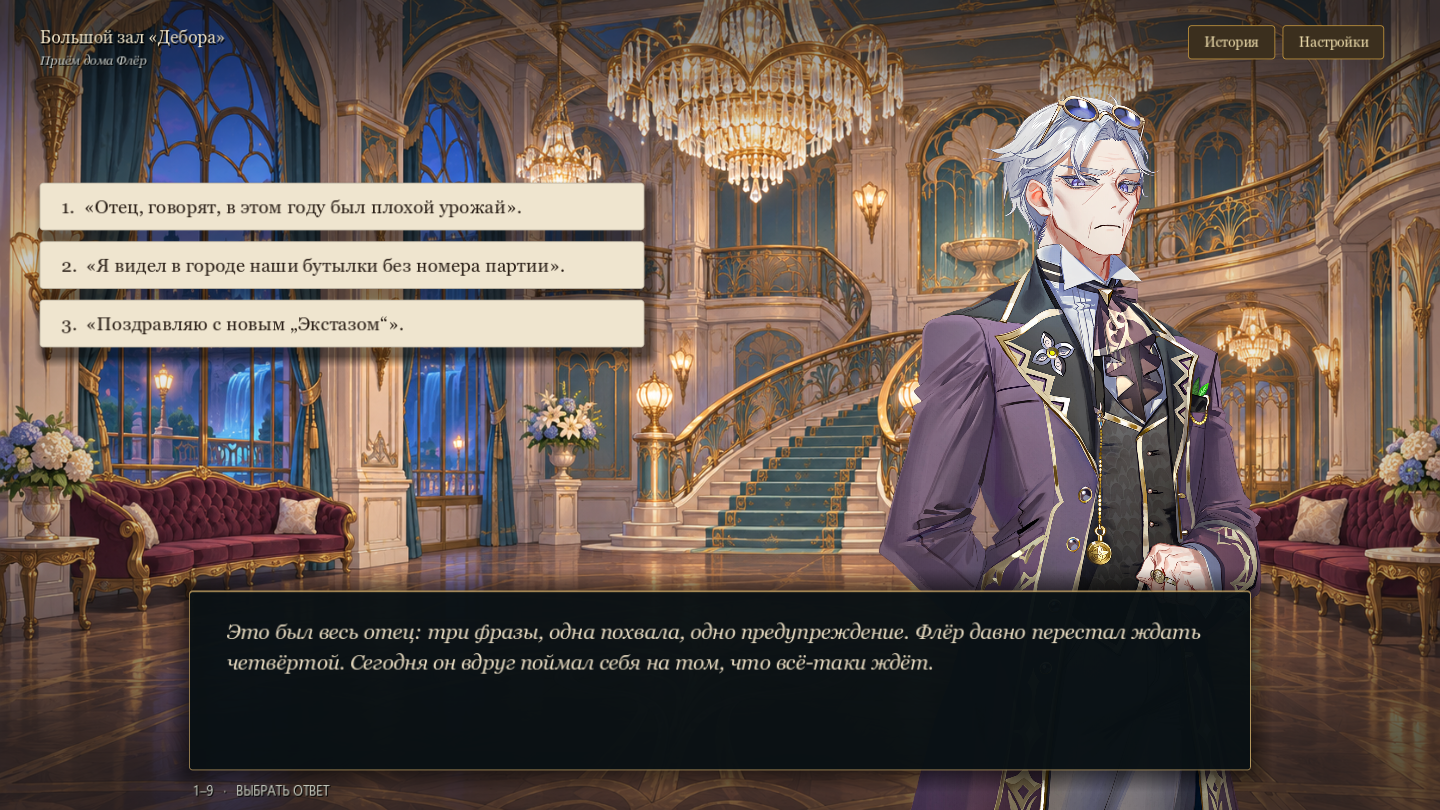 Большой зал «Дебора»
Приём дома Флёр
История
Настройки
1. «Отец, говорят, в этом году был плохой урожай».
2. «Я видел в городе наши бутылки без номера партии».
3. «Поздравляю с новым „Экстазом“».
Это был весь отец: три фразы, одна похвала, одно предупреждение. Флёр давно перестал ждать
четвёртой. Сегодня он вдруг поймал себя на том, что всё-таки ждёт.
1–9 · ВЫБРАТЬ ОТВЕТ